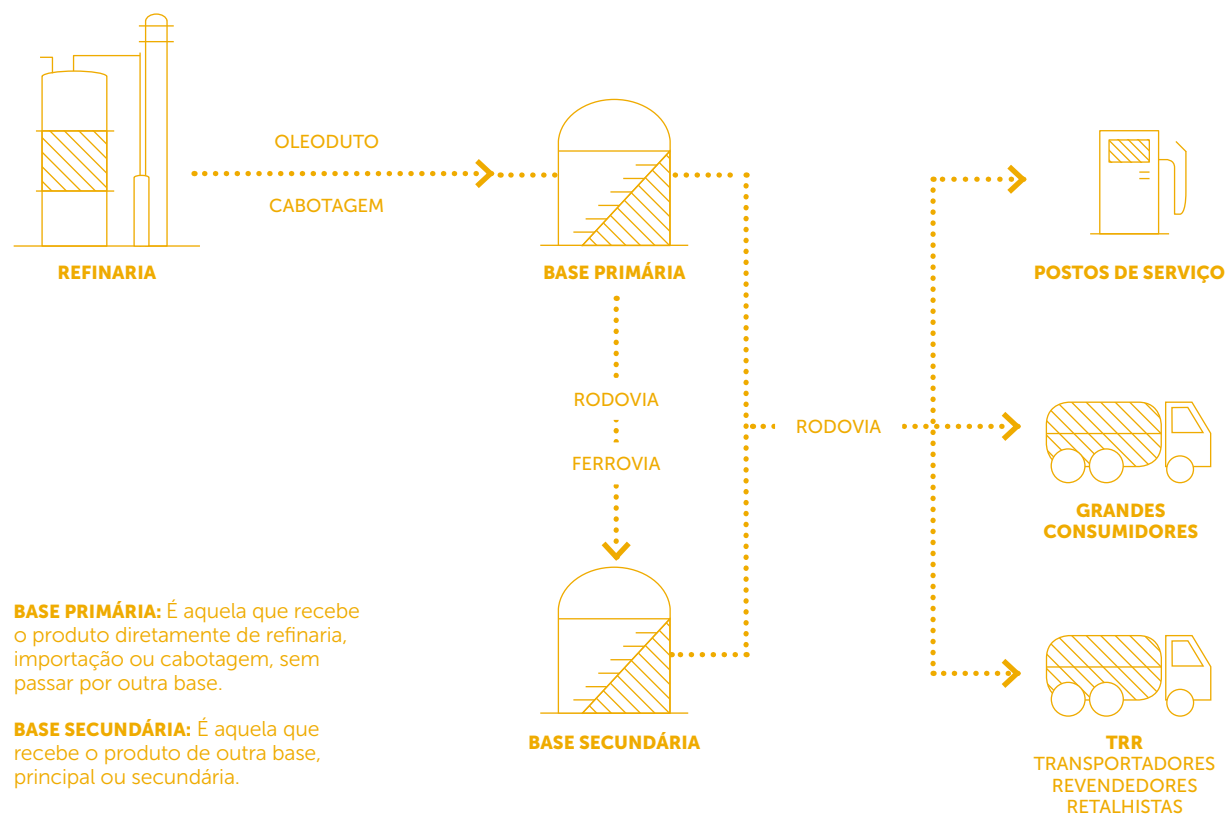 OLEODUTO
CABOTAGEM
REFINARIA
BASE PRIMÁRIA
POSTOS DE SERVIÇO
RODOVIA
FERROVIA
RODOVIA
GRANDES
CONSUMIDORES
BASE PRIMÁRIA: É aquela que recebe
o produto diretamente de refinaria,
importação ou cabotagem, sem
passar por outra base.
BASE SECUNDÁRIA: É aquela que
recebe o produto de outra base,
principal ou secundária.
BASE SECUNDÁRIA
TRR
TRANSPORTADORES
REVENDEDORES
RETALHISTAS